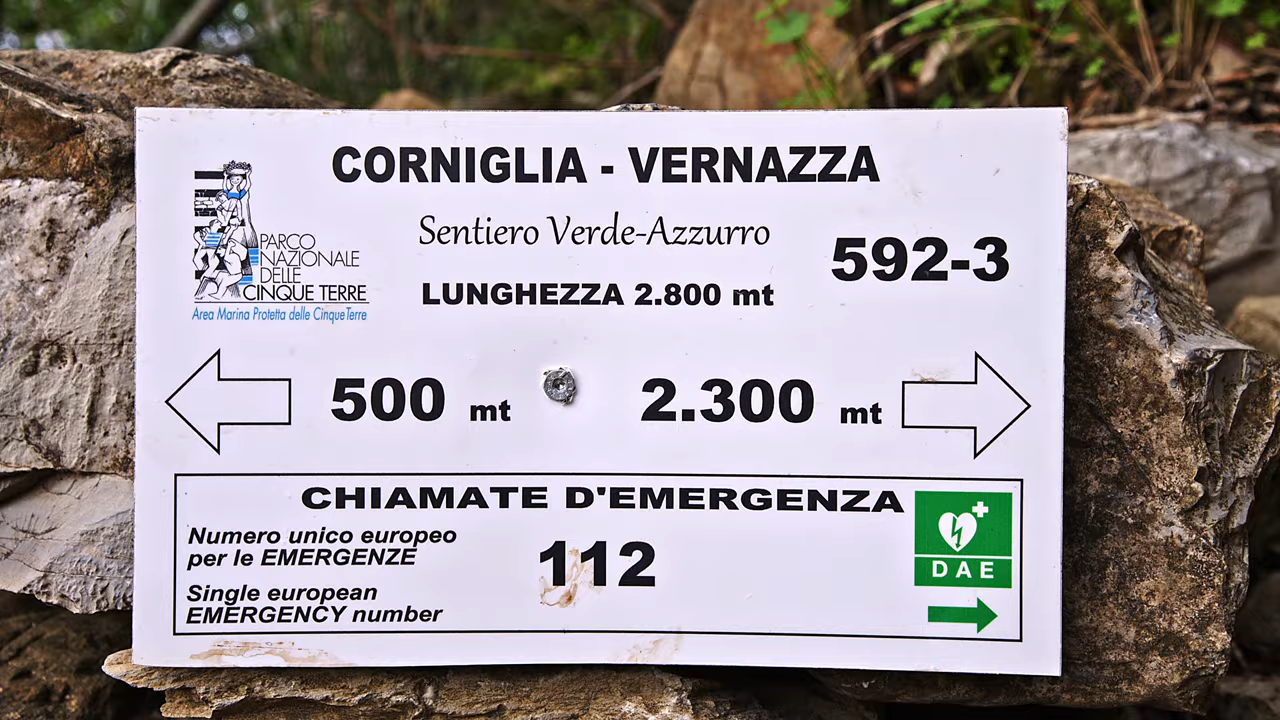 CORNIGLIA - VERNAZZA
Sentiero Verde-Azzurro
592-3
LUNGHEZZA 2.800 mt
PARCO
NAZIONALE
DELLE
CINQUE TERRE
Area Marina Protetta delle Cinque Terre
500 mt
2.300 mt
CHIAMATE D'EMERGENZA
Numero unico europeo
per le EMERGENZE
112
Single european
EMERGENCY number
DAE